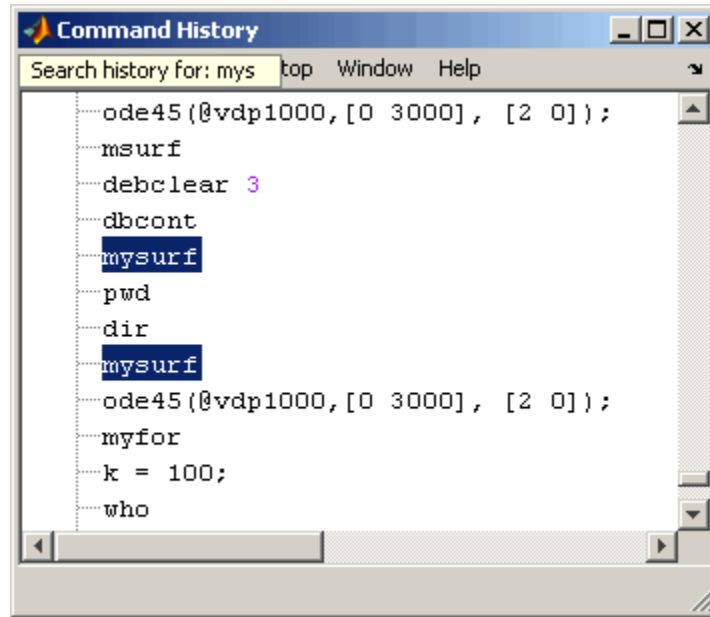 Command History
Search history for: mys top Window Help
ode45(@vdp1000,[0 3000], [2 0]);
msurf
debclear 3
dbcont
mysurf
pwd
dir
mysurf
ode45(@vdp1000,[0 3000], [2 0]);
myfor
k = 100;
who